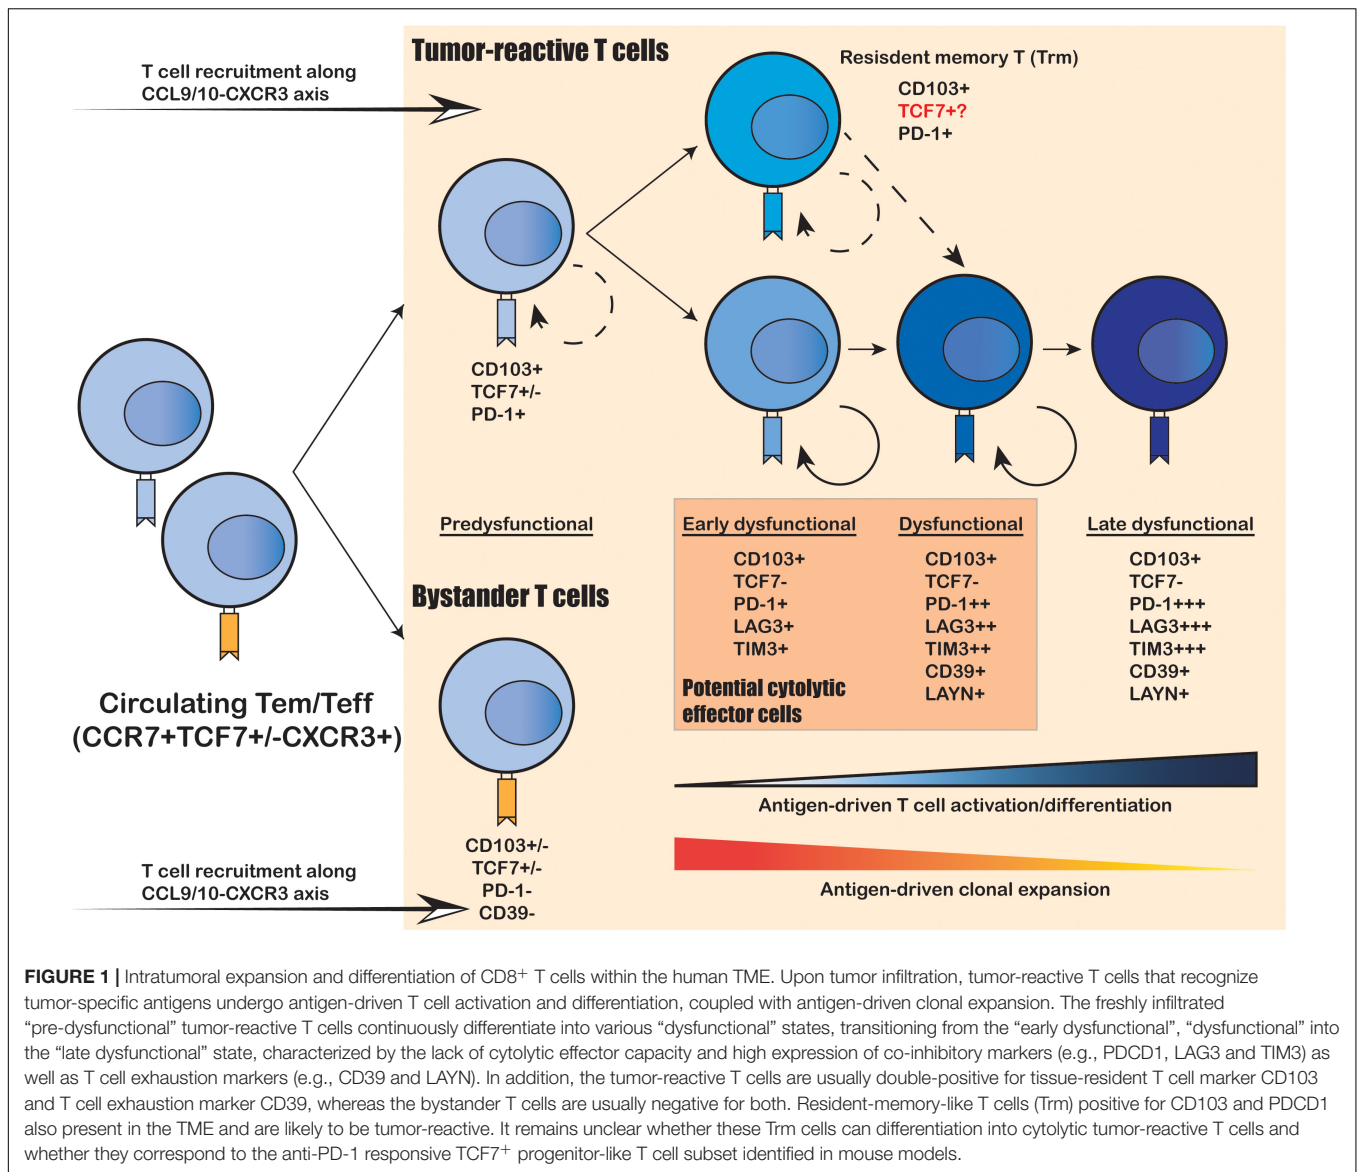 Tumor-reactive T cells
T cell recruitment along
CCL9/10-CXCR3 axis
Resisdent memory T (Trm)
CD103+
TCF7+?
PD-1+
CD103+
TCF7+/-
PD-1+
Circulating Tem/Teff
(CCR7+TCF7+/-CXCR3+)
Predysfunctional
Early dysfunctional
CD103+
TCF7-
PD-1+
LAG3+
TIM3+
Dysfunctional
CD103+
TCF7-
PD-1++
LAG3++
TIM3++
CD39+
LAYN+
Potential cytolytic
effector cells
Late dysfunctional
CD103+
TCF7-
PD-1+++
LAG3+++
TIM3+++
CD39+
LAYN+
Bystander T cells
CD103+/-
TCF7+/-
PD-1-
CD39-
T cell recruitment along
CCL9/10-CXCR3 axis
Antigen-driven T cell activation/differentiation
Antigen-driven clonal expansion
FIGURE 1 | Intratumoral expansion and differentiation of CD8+ T cells within the human TME. Upon tumor infiltration, tumor-reactive T cells that recognize
tumor-specific antigens undergo antigen-driven T cell activation and differentiation, coupled with antigen-driven clonal expansion. The freshly infiltrated
“pre-dysfunctional” tumor-reactive T cells continuously differentiate into various “dysfunctional” states, transitioning from the “early dysfunctional”, “dysfunctional” into
the “late dysfunctional” state, characterized by the lack of cytolytic effector capacity and high expression of co-inhibitory markers (e.g., PDCD1, LAG3 and TIM3) as
well as T cell exhaustion markers (e.g., CD39 and LAYN). In addition, the tumor-reactive T cells are usually double-positive for tissue-resident T cell marker CD103
and T cell exhaustion marker CD39, whereas the bystander T cells are usually negative for both. Resident-memory-like T cells (Trm) positive for CD103 and PDCD1
also present in the TME and are likely to be tumor-reactive. It remains unclear whether these Trm cells can differentiation into cytolytic tumor-reactive T cells and
whether they correspond to the anti-PD-1 responsive TCF7+ progenitor-like T cell subset identified in mouse models.